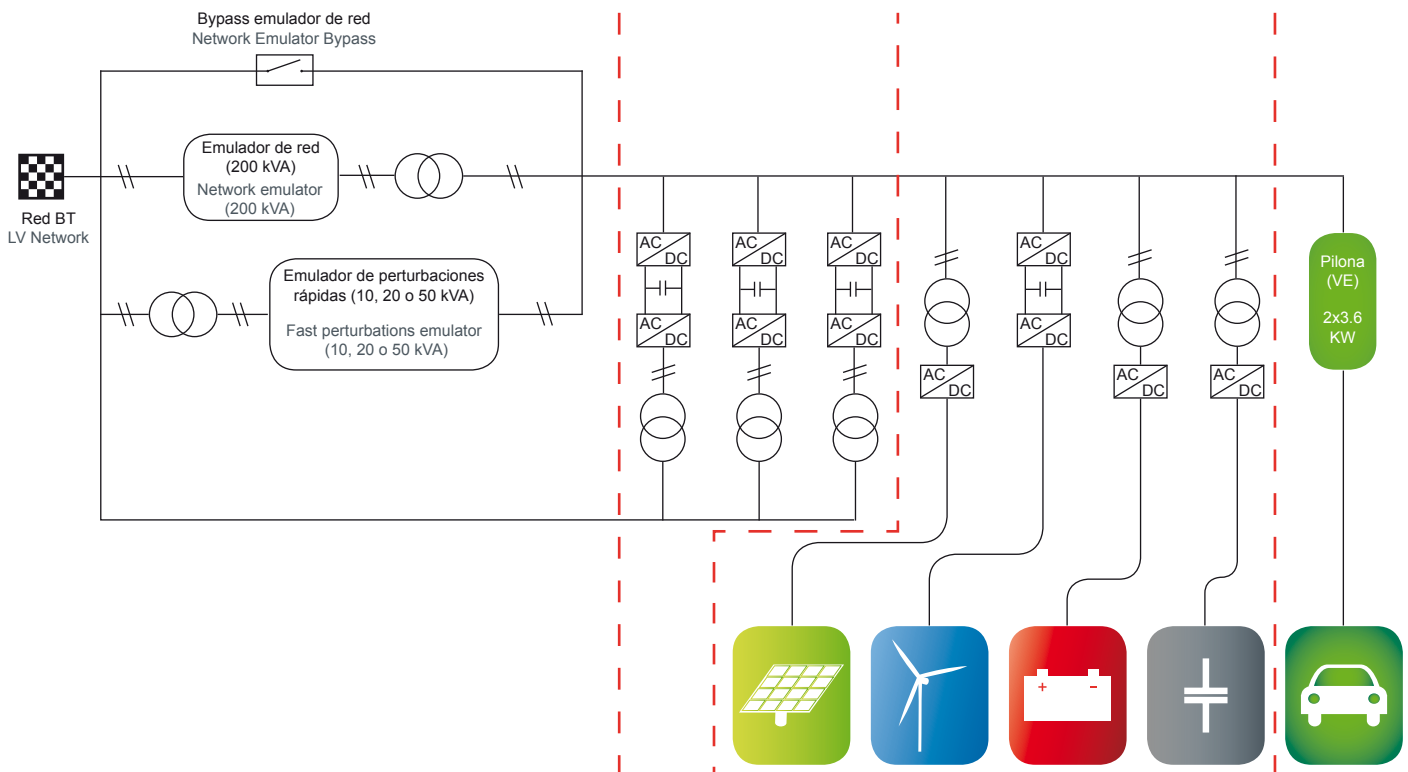 Bypass emulador de red
Network Emulator Bypass
Emulador de red
(200 kVA)
Network emulator
(200 kVA)
Red BT
LV Network
Emulador de perturbaciones
rápidas (10, 20 o 50 kVA)
Fast perturbations emulator
(10, 20 o 50 kVA)
AC
DC
AC
DC
AC
DC
AC
DC
AC
DC
AC
DC
AC
DC
AC
DC
AC
DC
AC
DC
AC
DC
Pilona
(VE)
2x3.6
KW
+ -